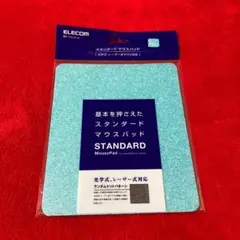 ELECOM
スタンダードマウスパッド
基本を押さえた
スタンダード
マウスパッド
STANDARD
MousePad
光学式、レーザー式対応
ランダムドットパターン